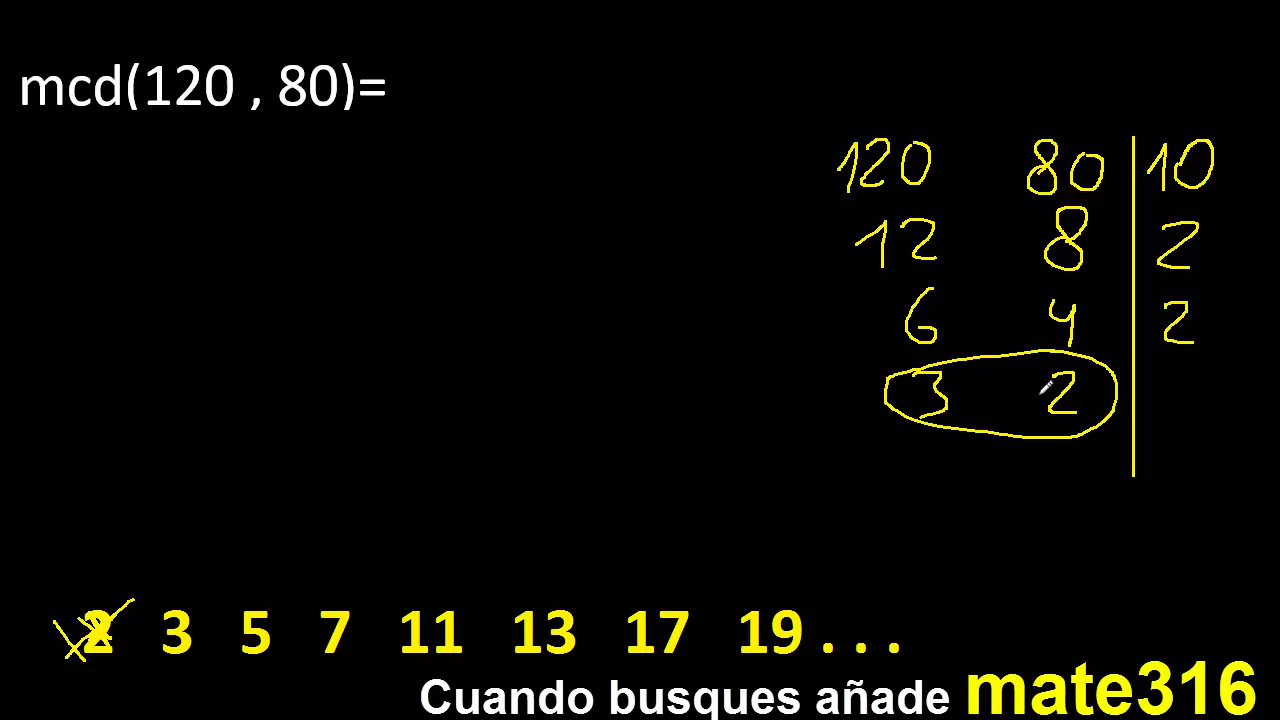 mcd(120 , 80)=
120 80 10
12 8 2
6 4 2
3 2
2 3 5 7 11 13 17 19 . . .
Cuando busques añade mate316